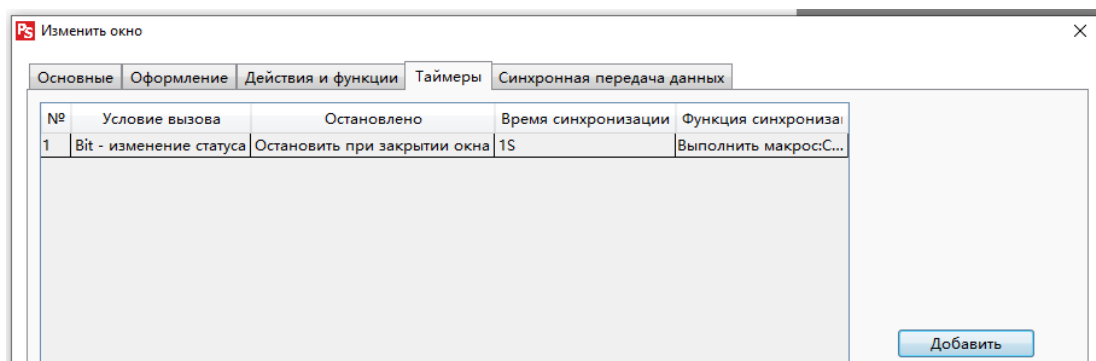 PS Изменить окно
Основные Оформление Действия и функции Таймеры Синхронная передача данных
№ Условие вызова Остановлено Время синхронизации Функция синхрониза
1 Bit - изменение статуса Остановить при закрытии окна 1S Выполнить макрос:С...
Добавить